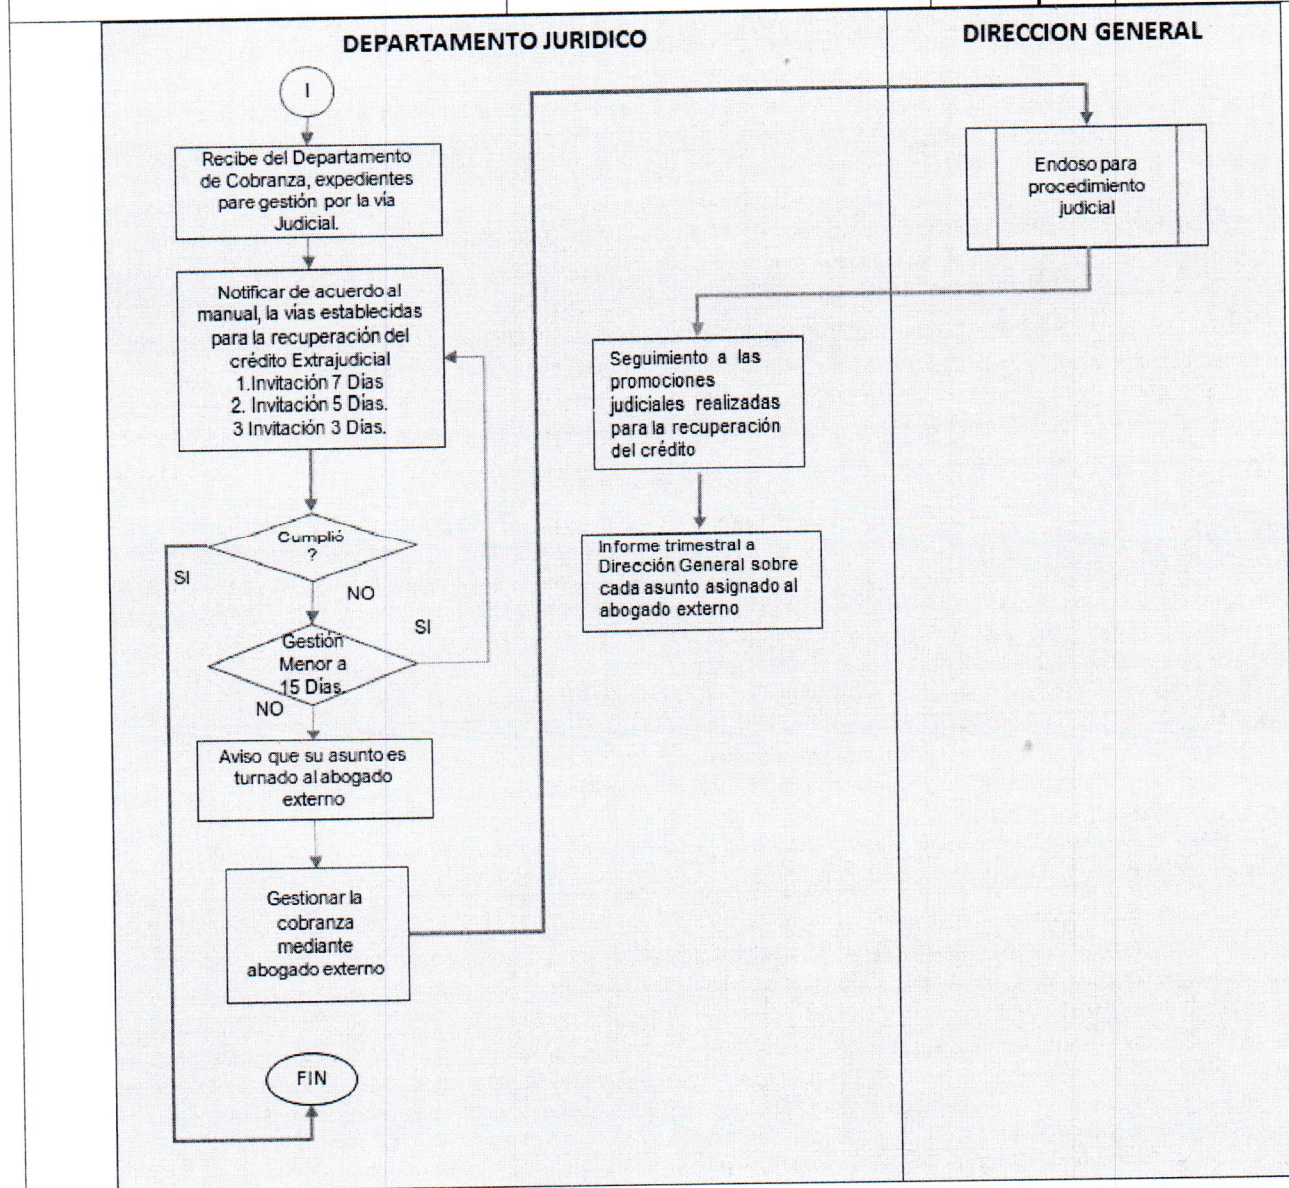 DEPARTAMENTO JURIDICO
DIRECCION GENERAL
I
Recibe del Departamento
de Cobranza, expedientes
pare gestión por la vía
Judicial.
Notificar de acuerdo al
manual, la vías establecidas
para la recuperación del
crédito Extrajudicial
1.Invitación 7 Días
2. Invitación 5 Días.
3 Invitación 3 Días.
Cumplió
?
SI
NO
Gestión
Menor a
15 Días.
SI
NO
Aviso que su asunto es
turnado al abogado
externo
Gestionar la
cobranza
mediante
abogado externo
FIN
Endoso para
procedimiento
judicial
Seguimiento a las
promociones
judiciales realizadas
para la recuperación
del crédito
Informe trimestral a
Dirección General sobre
cada asunto asignado al
abogado externo